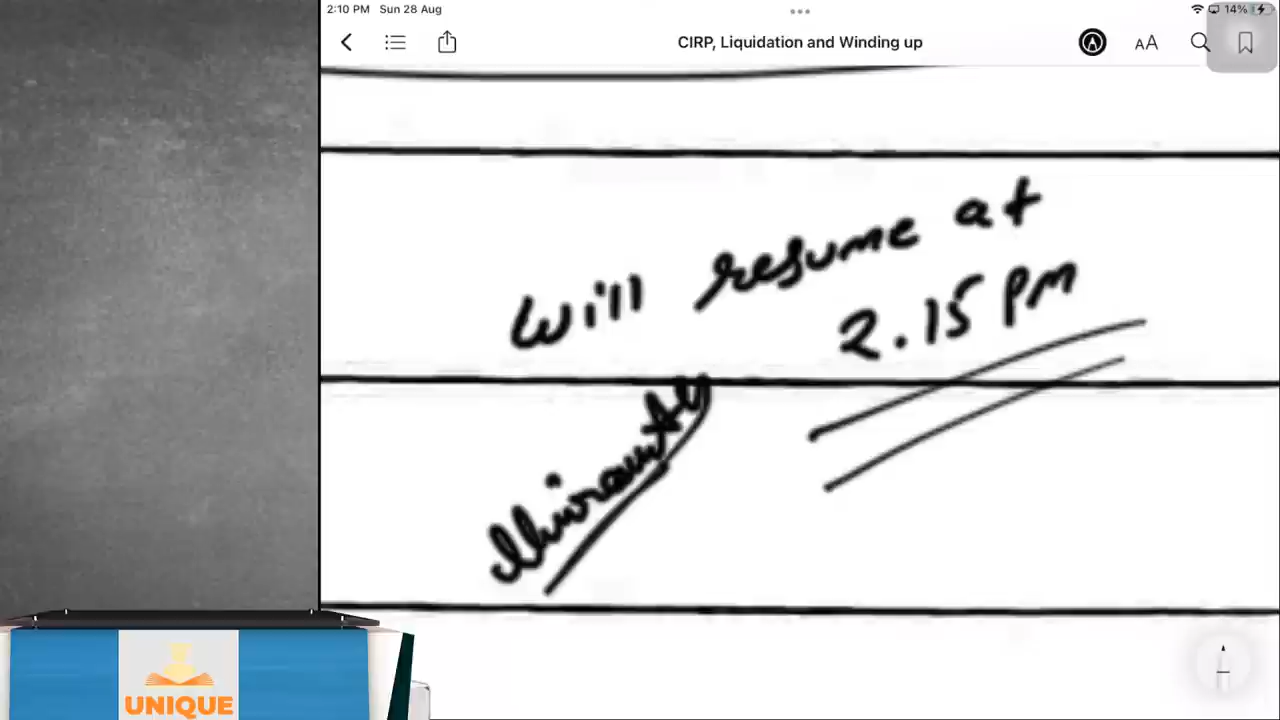 2:10 PM Sun 28 Aug
14%
CIRP, Liquidation and Winding up
AA
Will resume at
2.15 PM
UNIQUE